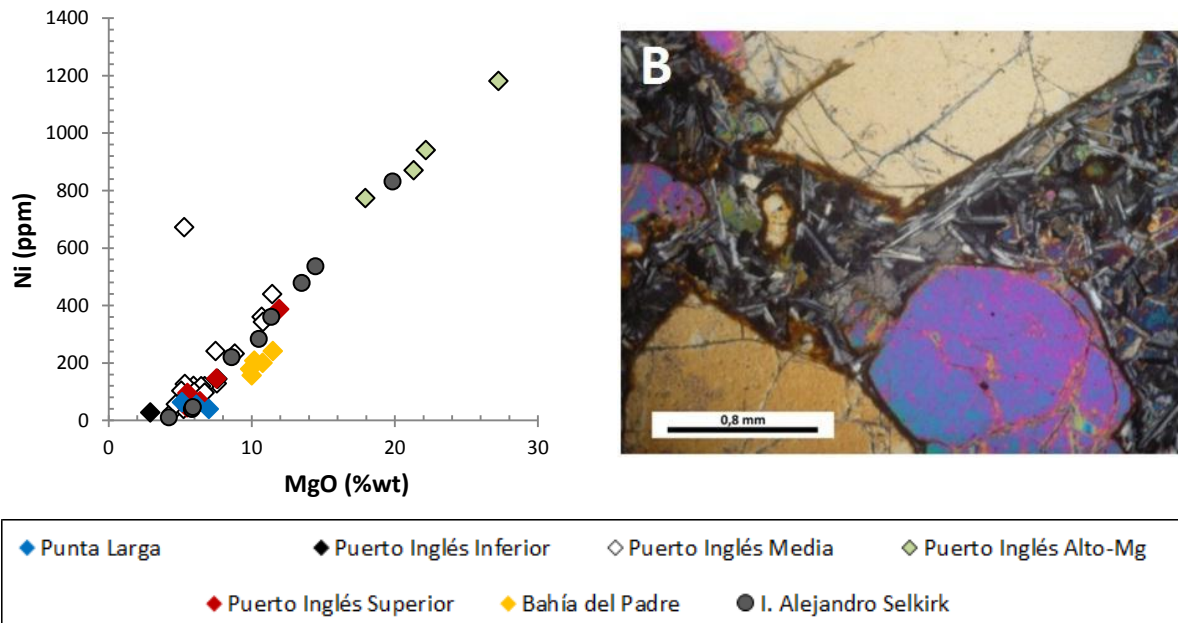 1400
1200
1000
800
600
400
200
0
Ni (ppm)
0 10 20 30
MgO (%wt)
B
0,8 mm
Punta Larga Puerto Inglés Inferior Puerto Inglés Media Puerto Inglés Alto-Mg
Puerto Inglés Superior Bahía del Padre I. Alejandro Selkirk